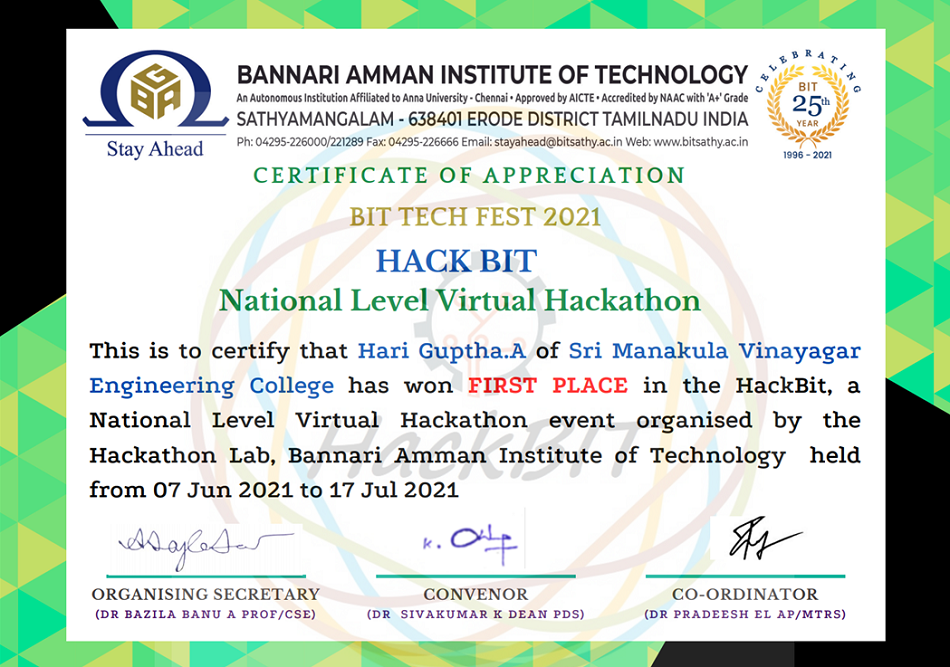 GBA
Stay Ahead
BANNARI AMMAN INSTITUTE OF TECHNOLOGY
An Autonomous Institution Affiliated to Anna University - Chennai • Approved by AICTE • Accredited by NAAC with 'A+' Grade
SATHYAMANGALAM - 638401 ERODE DISTRICT TAMILNADU INDIA
Ph: 04295-226000/221289 Fax: 04295-226666 Email: stayahead@bitsathy.ac.in Web: www.bitsathy.ac.in
CELEBRATING
BIT
25th
YEAR
1996 - 2021
CERTIFICATE OF APPRECIATION
BIT TECH FEST 2021
HACK BIT
National Level Virtual Hackathon
This is to certify that Hari Guptha.A of Sri Manakula Vinayagar
Engineering College has won FIRST PLACE in the HackBit, a
National Level Virtual Hackathon event organised by the
Hackathon Lab, Bannari Amman Institute of Technology held
from 07 Jun 2021 to 17 Jul 2021
HackBIT
ORGANISING SECRETARY
(DR BAZILA BANU A PROF/CSE)
CONVENOR
(DR SIVAKUMAR K DEAN PDS)
CO-ORDINATOR
(DR PRADEESH EL AP/MTRS)